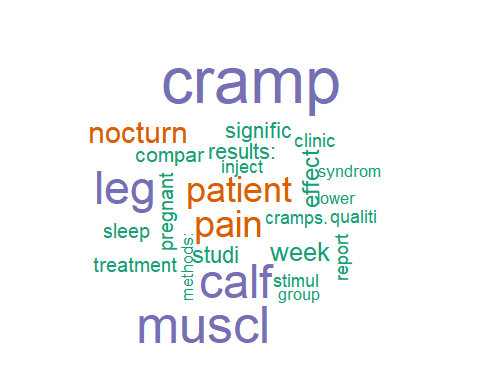 cramp
nocturn
signific
clinic
compar
results:
inject
effect
syndrom
leg
pregnant
patient
lower
sleep
pain
cramps.
qualiti
treatment
methods:
studi
week
report
calf
stimul
group
muscl